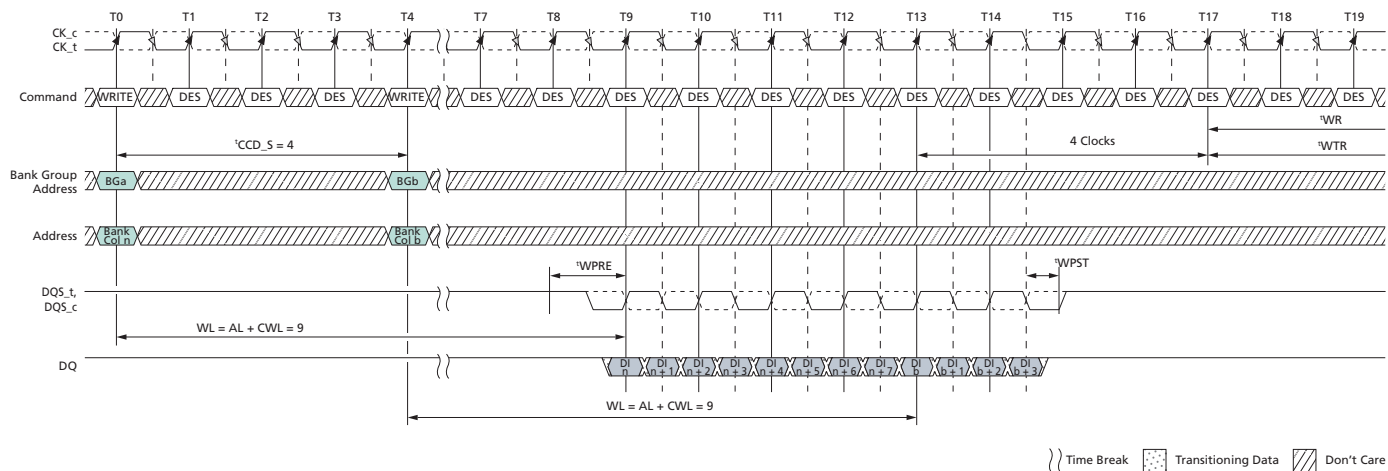 T0 T1 T2 T3 T4 T7 T8 T9 T10 T11 T12 T13 T14 T15 T16 T17 T18 T19
CK_c
CK_t
Command WRITE DES DES DES WRITE DES DES DES DES DES DES DES DES DES DES DES DES DES
tWR
tCCD_S = 4 4 Clocks tWTR
Bank Group
Address BGa BGb
Address Bank
Col n Bank
Col b
tWPRE tWPST
DQS_t,
DQS_c
WL = AL + CWL = 9
DQ DI
n DI
n + 1 DI
n + 2 DI
n + 3 DI
n + 4 DI
n + 5 DI
n + 6 DI
n + 7 DI
b DI
b + 1 DI
b + 2 DI
b + 3
WL = AL + CWL = 9
Time Break Transitioning Data Don't Care